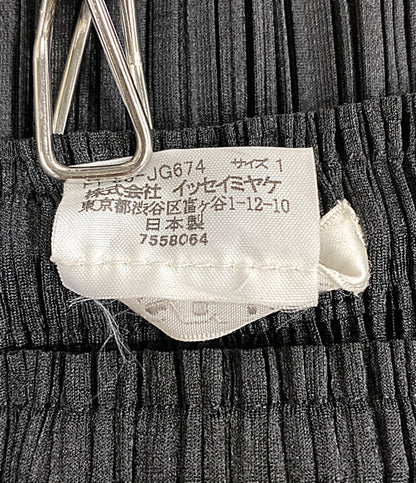 -JG674 サイズ 1
株式会社 イッセイミヤケ
東京都渋谷区富ヶ谷1-12-10
日本製
7558064